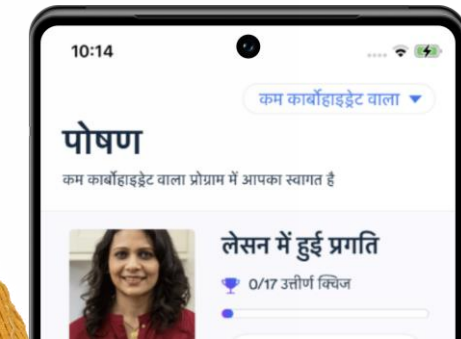 10:14
कम कार्बोहाइड्रेट वाला
पोषण
कम कार्बोहाइड्रेट वाला प्रोग्राम में आपका स्वागत है
लेसन में हुई प्रगति
0/17 उत्तीर्ण क्विज